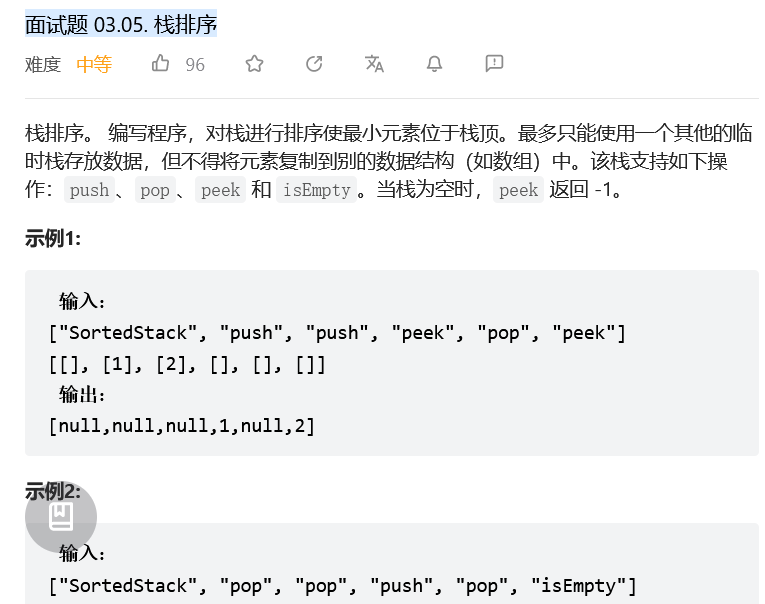 面试题 03.05. 栈排序
难度 中等 96
栈排序。 编写程序，对栈进行排序使最小元素位于栈顶。最多只能使用一个其他的临
时栈存放数据，但不得将元素复制到别的数据结构（如数组）中。该栈支持如下操
作：push、pop、peek 和 isEmpty。当栈为空时，peek 返回 -1。
示例1:
输入：
["SortedStack", "push", "push", "peek", "pop", "peek"]
[[], [1], [2], [], [], []]
输出：
[null,null,null,1,null,2]
示例2:
输入：
["SortedStack", "pop", "pop", "push", "pop", "isEmpty"]